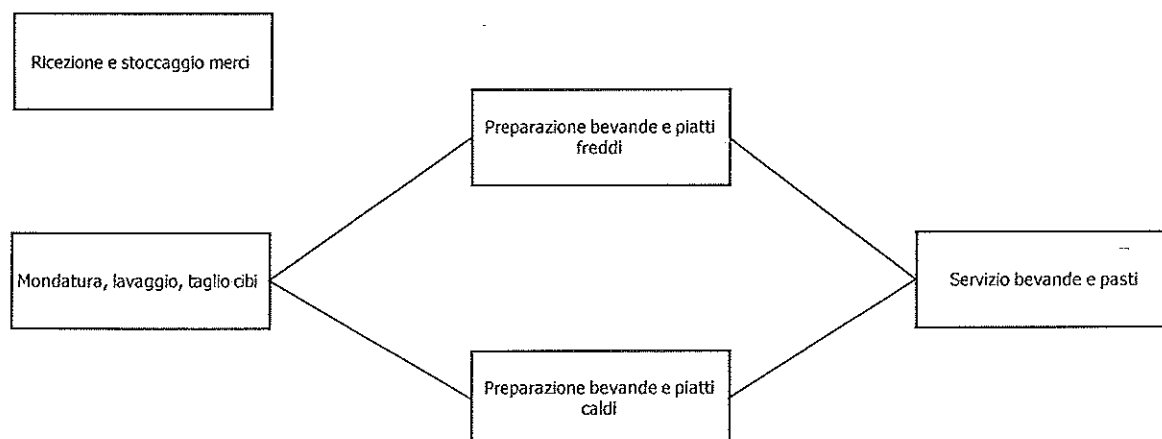 Ricezione e stoccaggio merci
Preparazione bevande e piatti
freddi
Mondatura, lavaggio, taglio cibi
Servizio bevande e pasti
Preparazione bevande e piatti
caldi